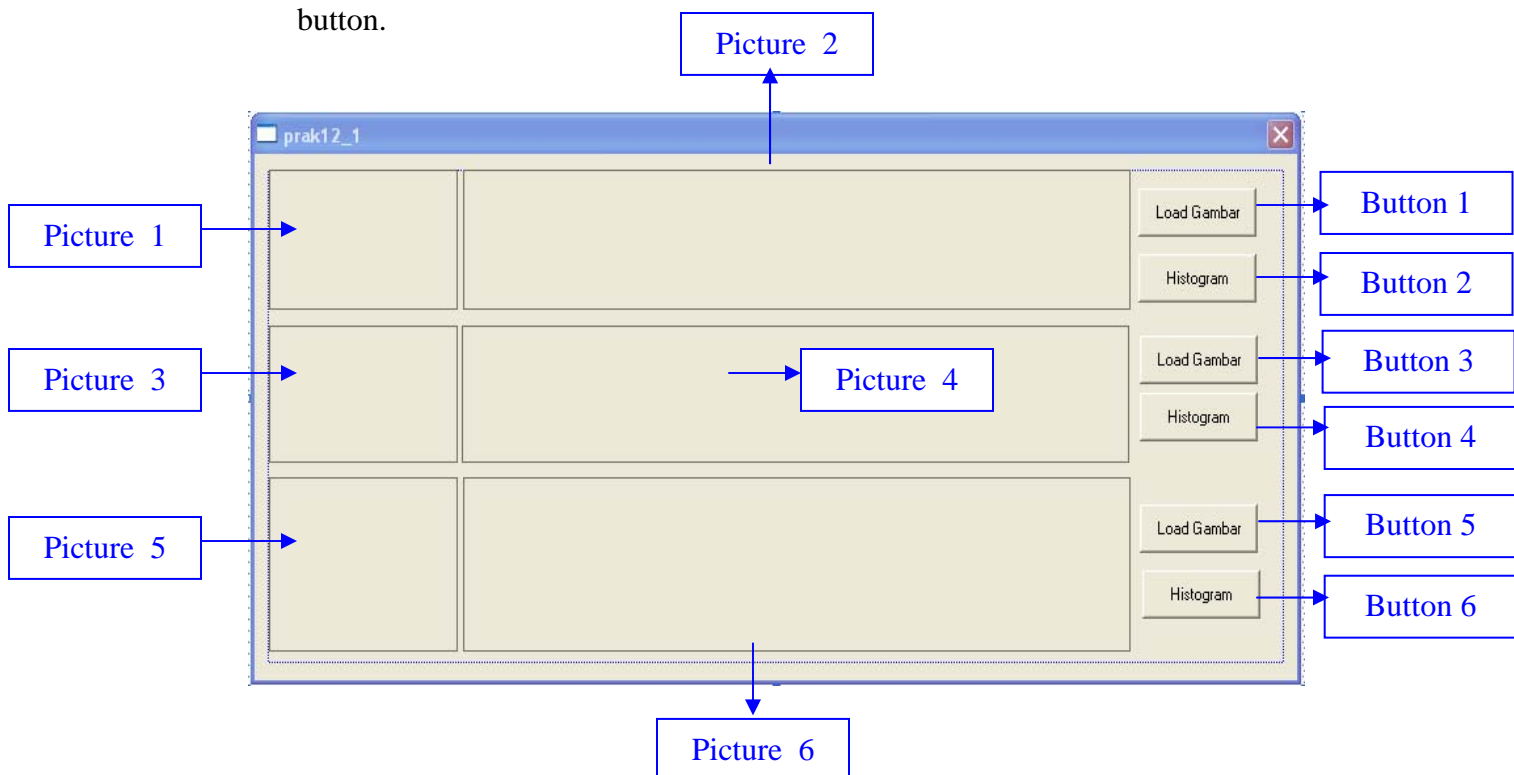 button.
Picture 2
prak12_1
Picture 1
Load Gambar
Button 1
Histogram
Button 2
Picture 3
Picture 4
Load Gambar
Button 3
Histogram
Button 4
Picture 5
Load Gambar
Button 5
Histogram
Button 6
Picture 6